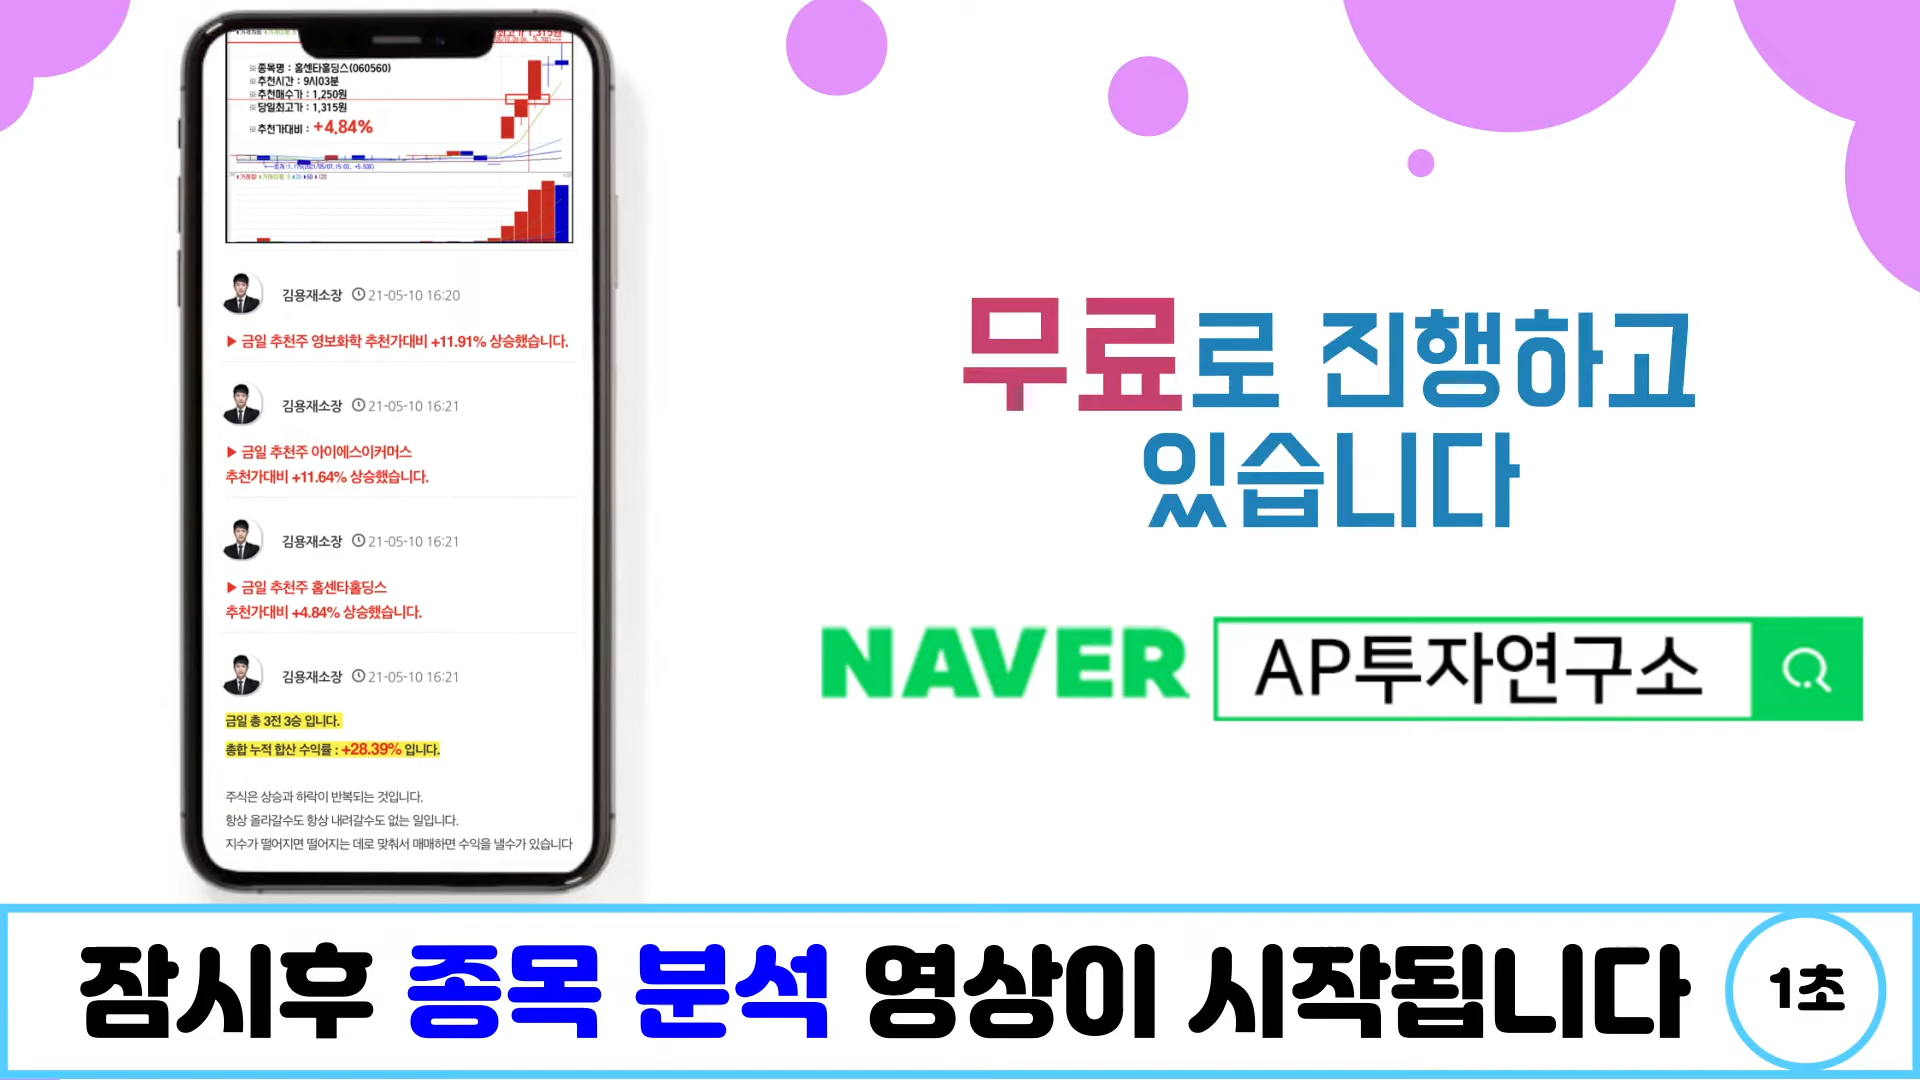 ※종목명 : 홈센타홀딩스(060560)
※추천시간 : 9시03분
※추천매수가 : 1,250원
※당일최고가 : 1,315원
※추천가대비 : +4.84%
김용재소장 21-05-10 16:20
▶ 금일 추천주 영보화학 추천가대비 +11.91% 상승했습니다.
김용재소장 21-05-10 16:21
▶ 금일 추천주 아이에스이커머스
추천가대비 +11.64% 상승했습니다.
김용재소장 21-05-10 16:21
▶ 금일 추천주 홈센타홀딩스
추천가대비 +4.84% 상승했습니다.
김용재소장 21-05-10 16:21
금일 총 3전 3승 입니다.
총합 누적 합산 수익률 : +28.39% 입니다.
주식은 상승과 하락이 반복되는 것입니다.
항상 올라갈수도 항상 내려갈수도 없는 일입니다.
지수가 떨어지면 떨어지는 데로 맞춰서 매매하면 수익을 낼수가 있습니다
무료로 진행하고
있습니다
NAVER AP투자연구소
잠시후 종목 분석 영상이 시작됩니다 1초